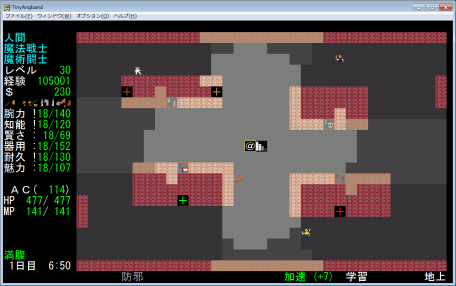 TinyAngband
ファイル(F) ウィンドウ(W) オプション(O) ヘルプ(H)
人間
魔法戦士
魔術闘士
レベル 30
経験 105001
$ 230
腕力!18/140
知能!18/120
賢さ: 18/69
器用:18/152
耐久!18/130
魅力:18/107
AC( 114)
HP 477/ 477
MP 141/ 141
満腹
1日目 6:50
防邪
加速(+7)
学習
地上